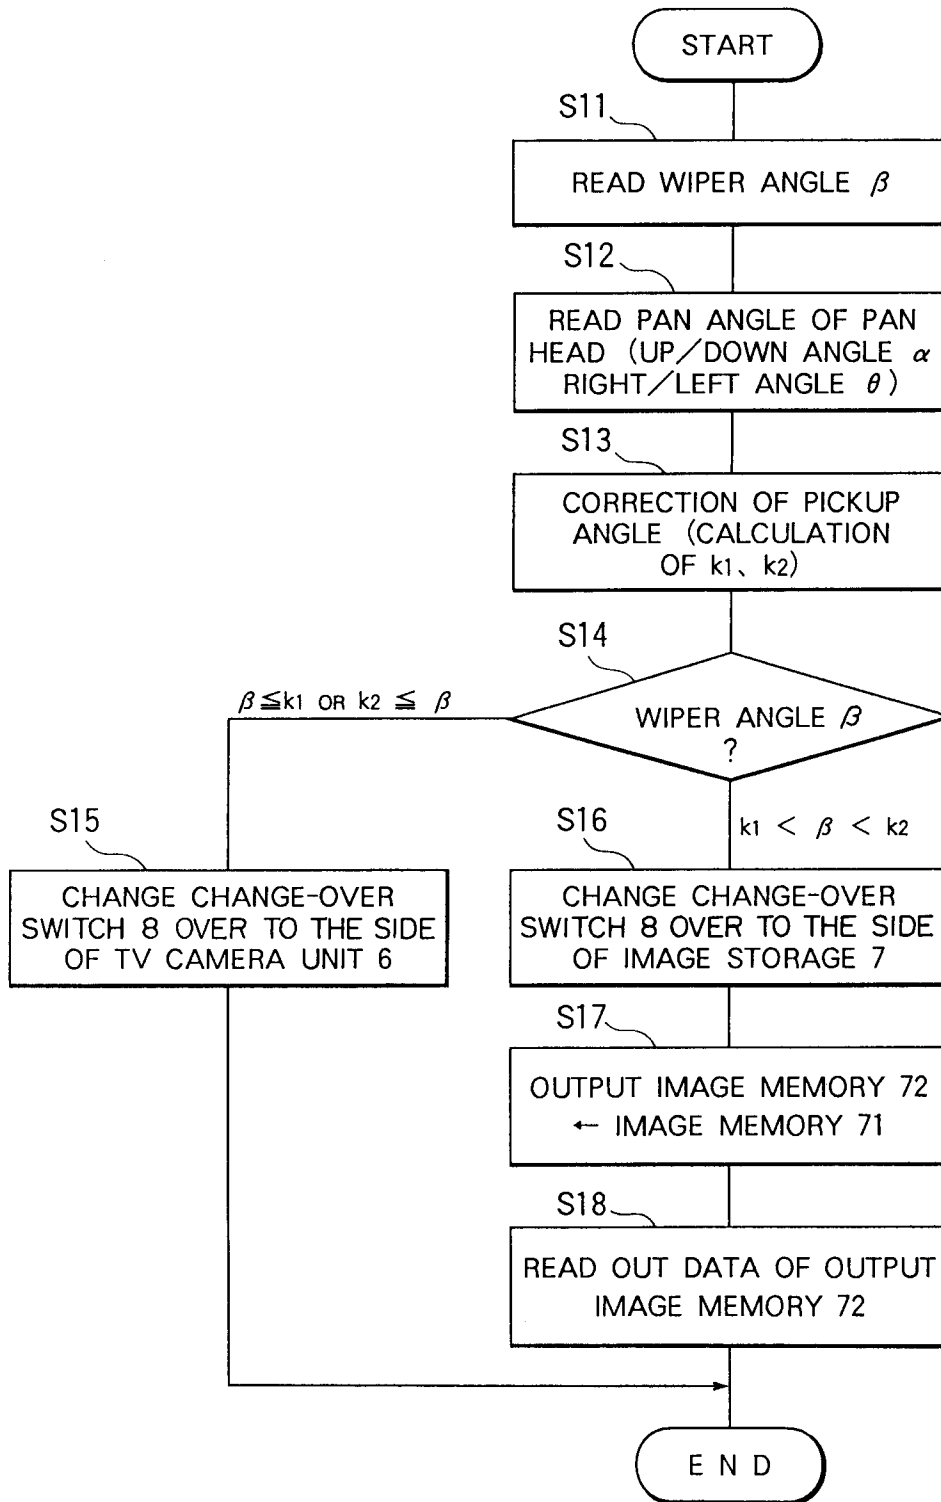 START
S11
READ WIPER ANGLE β
S12
READ PAN ANGLE OF PAN
HEAD (UP/DOWN ANGLE α
RIGHT/LEFT ANGLE θ)
S13
CORRECTION OF PICKUP
ANGLE (CALCULATION
OF k1、k2)
S14
WIPER ANGLE β
?
β≦k1 OR k2 ≦ β
k1 < β < k2
S15
CHANGE CHANGE-OVER
SWITCH 8 OVER TO THE SIDE
OF TV CAMERA UNIT 6
S16
CHANGE CHANGE-OVER
SWITCH 8 OVER TO THE SIDE
OF IMAGE STORAGE 7
S17
OUTPUT IMAGE MEMORY 72
← IMAGE MEMORY 71
S18
READ OUT DATA OF OUTPUT
IMAGE MEMORY 72
E N D